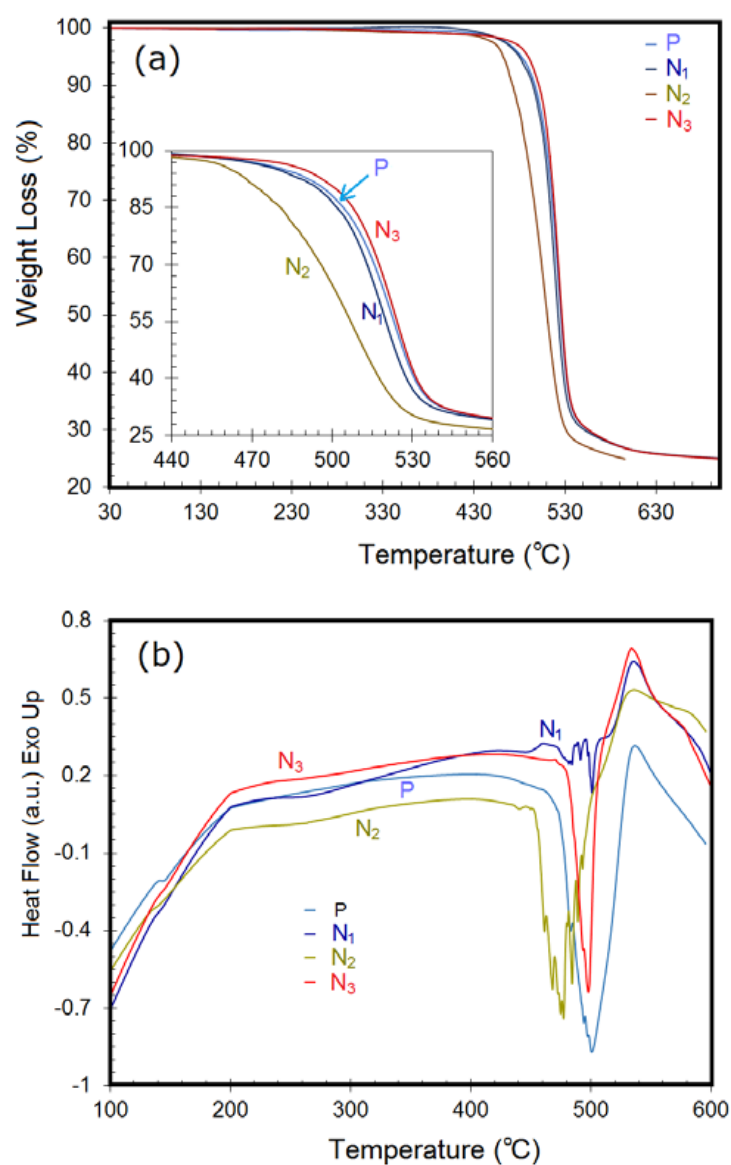 (a)
Weight Loss (%)
100
90
80
70
60
50
40
30
20
P
N₁
N₂
N₃
100
85
70
55
40
25
P
N₃
N₂
N₁
440 470 500 530 560
30 130 230 330 430 530 630
Temperature (°C)
(b)
Heat Flow (a.u.) Exo Up
0.8
0.5
0.2
-0.1
-0.4
-0.7
-1
N₁
N₃
P
N₂
P
N₁
N₂
N₃
100 200 300 400 500 600
Temperature (°C)